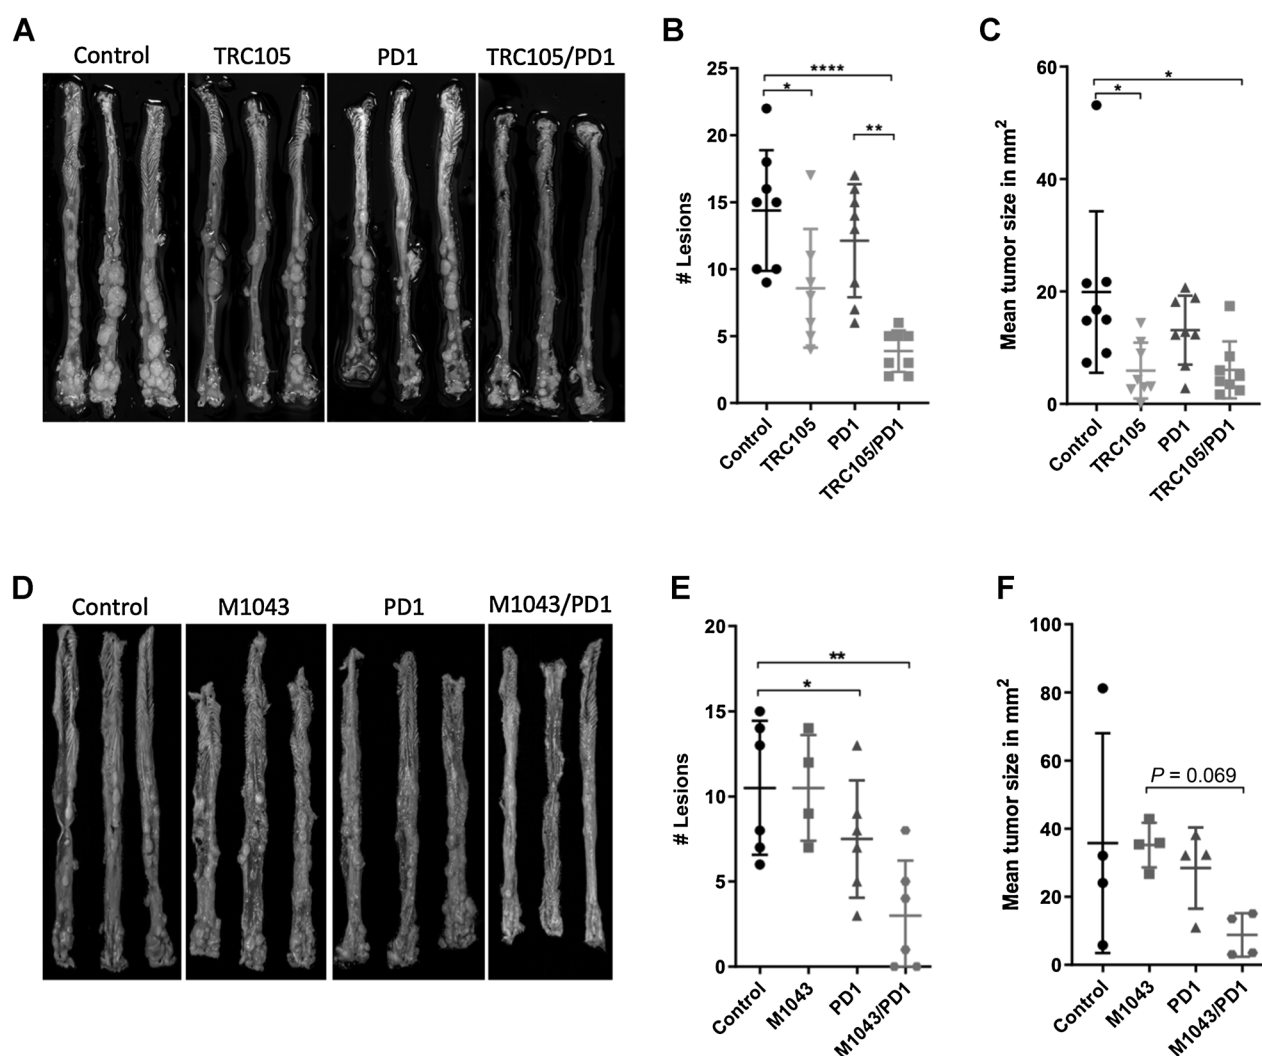 A
Control TRC105 PD1 TRC105/PD1
B
# Lesions
25
20
15
10
5
0
****
*
**
Control TRC105 PD1 TRC105/PD1
C
Mean tumor size in mm²
60
40
20
0
*
*
Control TRC105 PD1 TRC105/PD1
D
Control M1043 PD1 M1043/PD1
E
# Lesions
20
15
10
5
0
**
*
Control M1043 PD1 M1043/PD1
F
Mean tumor size in mm²
100
80
60
40
20
0
P = 0.069
Control M1043 PD1 M1043/PD1